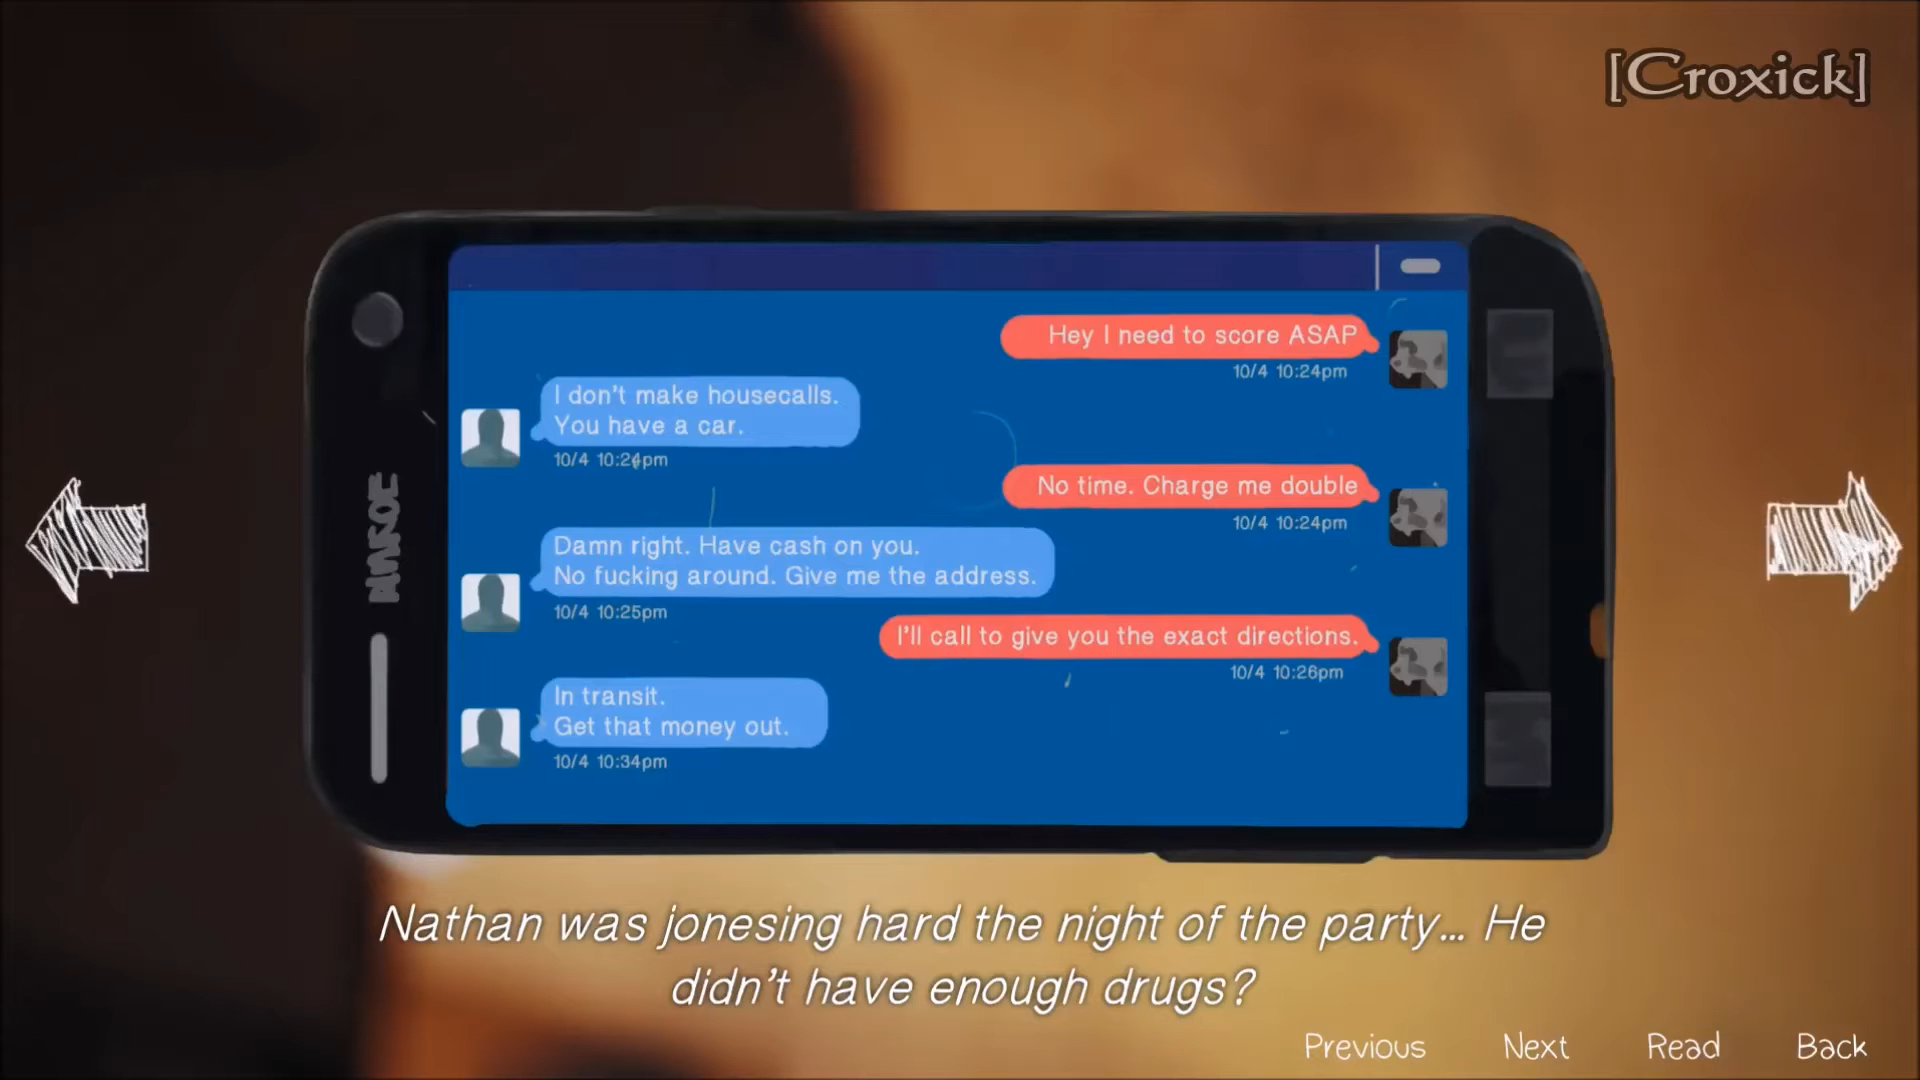 [Croxick]
Hey I need to score ASAP
10/4 10:24pm
I don't make housecalls.
You have a car.
10/4 10:24pm
No time. Charge me double
10/4 10:24pm
Damn right. Have cash on you.
No fucking around. Give me the address.
10/4 10:25pm
I'll call to give you the exact directions.
10/4 10:26pm
In transit.
Get that money out.
10/4 10:34pm
Nathan was jonesing hard the night of the party... He
didn't have enough drugs?
Previous Next Read Back